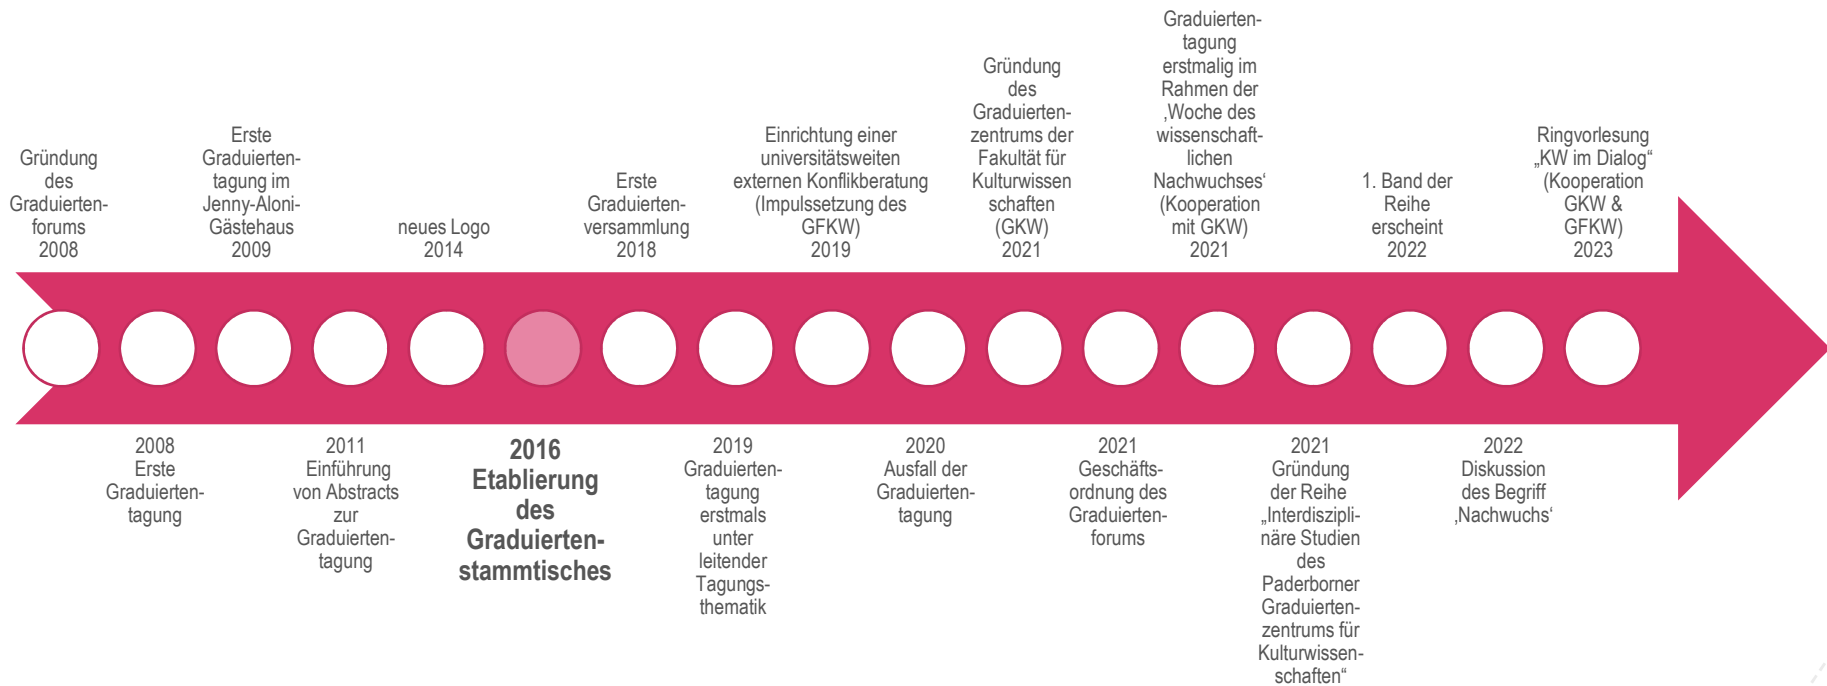 Gründung
des
Graduierten-
forums
2008
2008
Erste
Graduierten-
tagung
Erste
Graduierten-
tagung im
Jenny-Aloni-
Gästehaus
2009
2011
Einführung
von Abstracts
zur
Graduierten-
tagung
neues Logo
2014
2016
Etablierung
des
Graduierten-
stammtisches
Erste
Graduierten-
versammlung
2018
2019
Graduierten-
tagung
erstmals
unter
leitender
Tagungs-
thematik
Einrichtung einer
universitätsweiten
externen Konflikberatung
(Impulssetzung des
GFKW)
2019
2020
Ausfall der
Graduierten-
tagung
Gründung
des
Graduierten-
zentrums der
Fakultät für
Kulturwissen
schaften
(GKW)
2021
2021
Geschäfts-
ordnung des
Graduierten-
forums
Graduierten-
tagung
erstmalig im
Rahmen der
‚Woche des
wissenschaft-
lichen
Nachwuchses‘
(Kooperation
mit GKW)
2021
2021
Gründung
der Reihe
„Interdiszipli-
näre Studien
des
Paderborner
Graduierten-
zentrums für
Kulturwissen-
schaften“
1. Band der
Reihe
erscheint
2022
2022
Diskussion
des Begriff
‚Nachwuchs‘
Ringvorlesung
„KW im Dialog“
(Kooperation
GKW &
GFKW)
2023